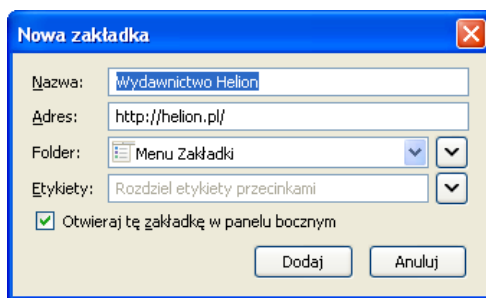 Nowa zakładka
Nazwa: Wydawnictwo Helion
Adres: http://helion.pl/
Folder: Menu Zakładki
Etykiety: Rozdziel etykiety przecinkami
Otwieraj tę zakładkę w panelu bocznym
Dodaj Anuluj